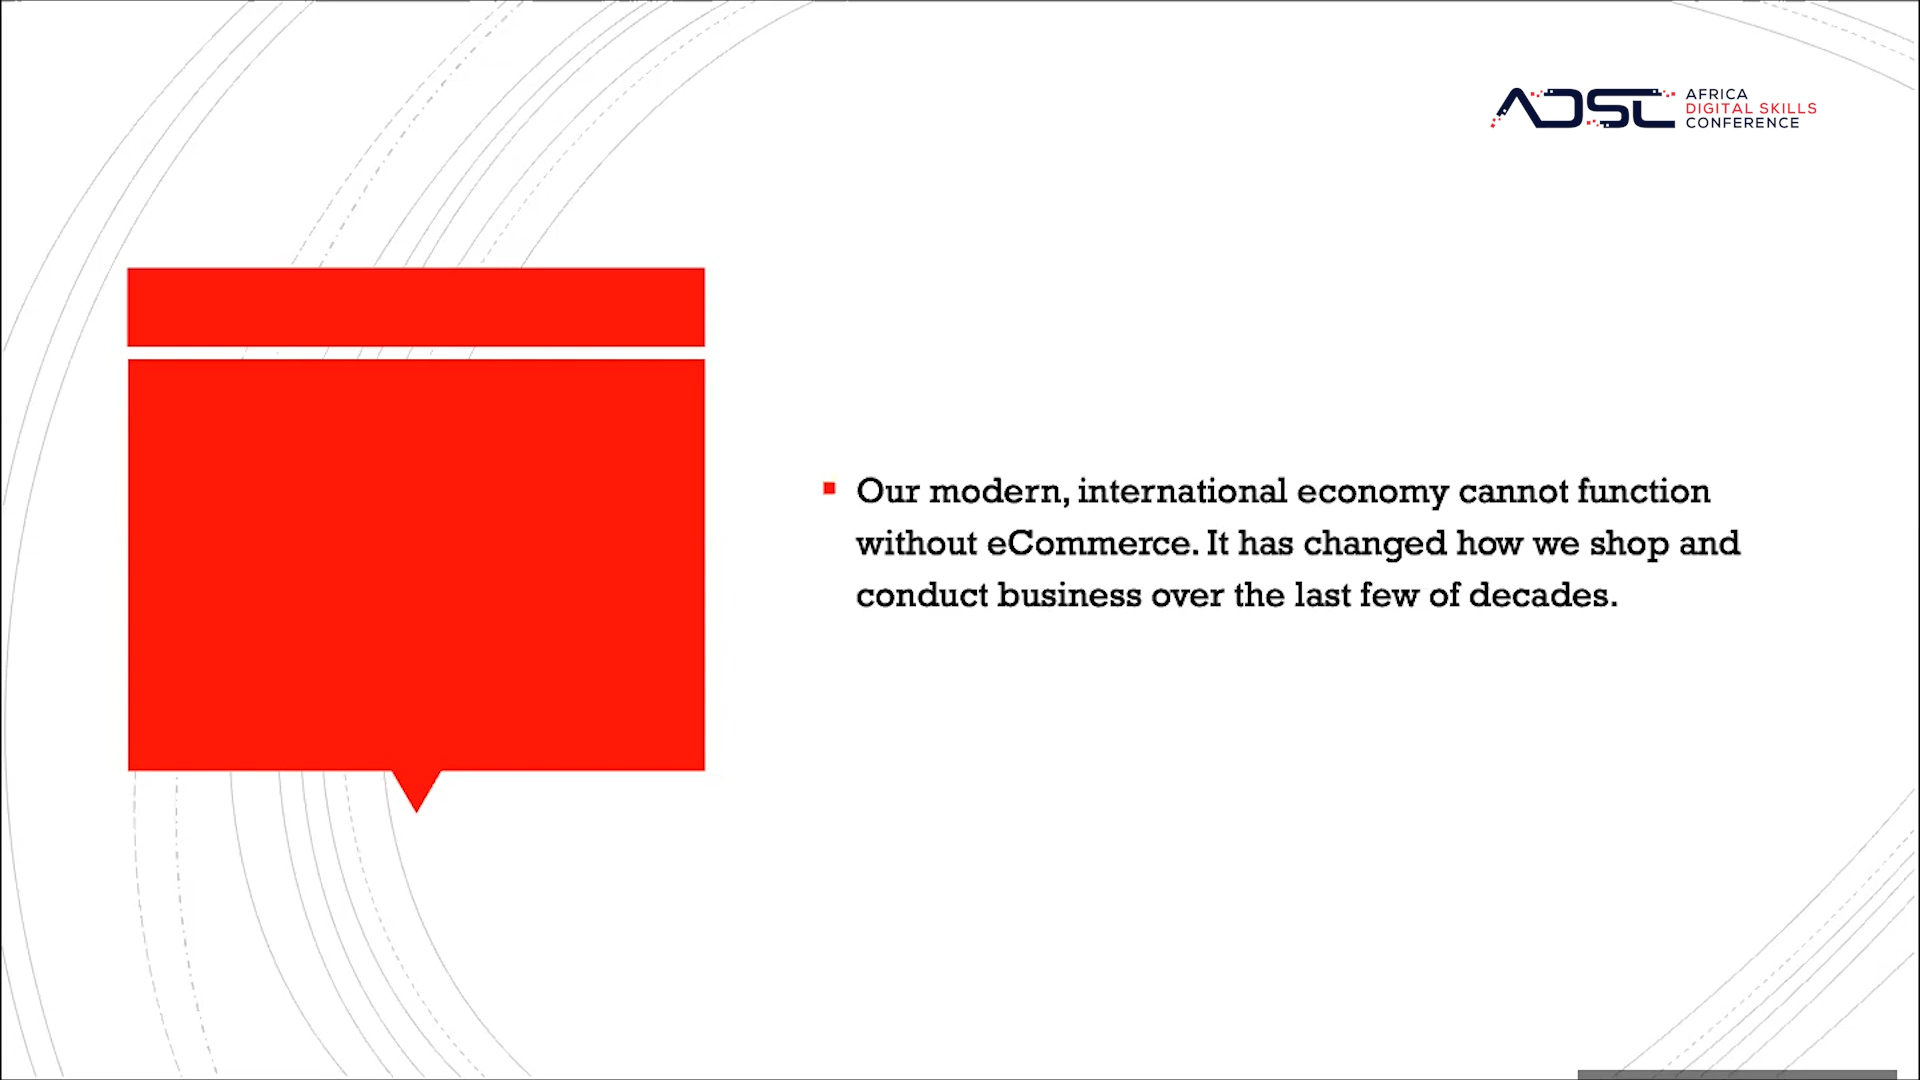 ADSC
AFRICA
DIGITAL SKILLS
CONFERENCE
Our modern, international economy cannot function
without eCommerce. It has changed how we shop and
conduct business over the last few of decades.